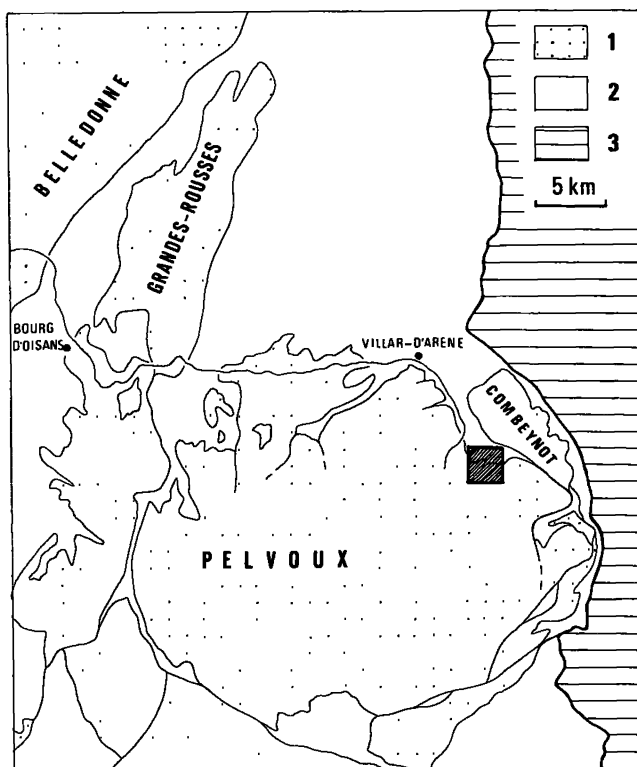 1
2
3
5 km
BELLEDONNE
GRANDES-ROUSSES
BOURG
D'OISANS
VILLAR-D'ARENE
COMBEYNOT
PELVOUX